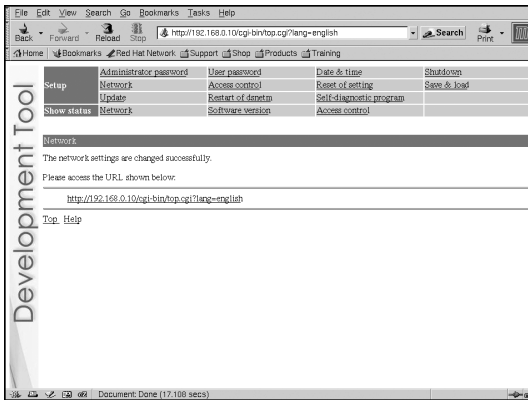 File Edit View Search Go Bookmarks Tasks Help
Back Forward Reload Stop http://192.168.0.10/cgi-bin/top.cgi?lang=english Search Print
Home Bookmarks Red Hat Network Support Shop Products Training
Development Tool
Setup Administrator password User password Date & time Shutdown
Network Access control Reset of setting Save & load
Update Restart of dsnetm Self-diagnostic program
Show status Network Software version Access control
Network
The network settings are changed successfully.
Please access the URL shown below:
http://192.168.0.10/cgi-bin/top.cgi?lang=english
Top Help
Document: Done (17.108 secs)